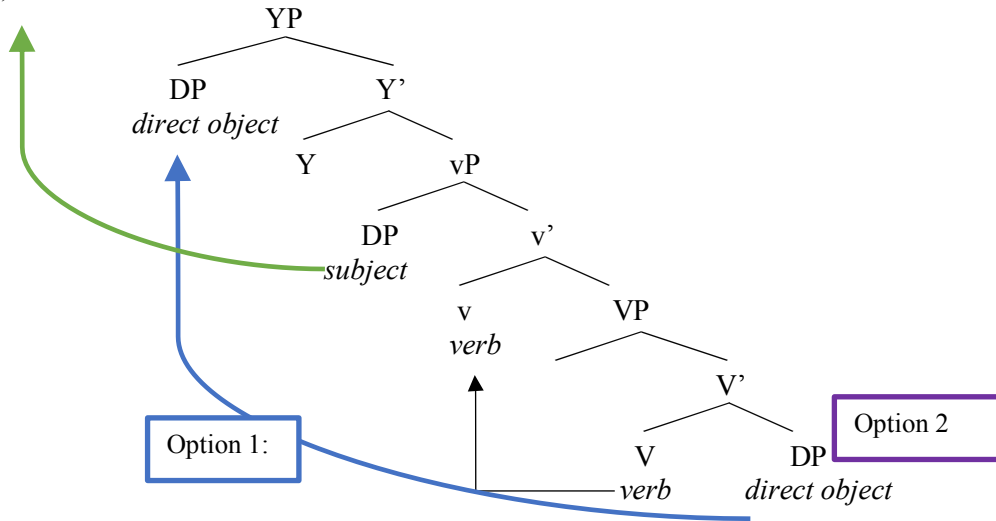 YP
DP Y’
direct object
Y vP
DP v’
subject
v VP
verb
V’
Option 1:
Option 2
V DP
verb direct object